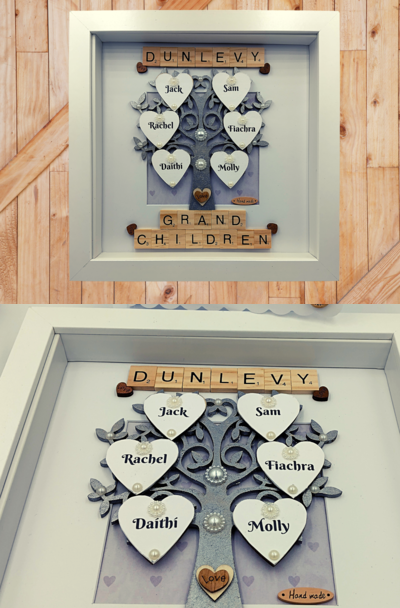 DUNLEVY
Jack Sam
Rachel Fiachra
Daithi Molly
Love
Hand made
GRAND
CHILDREN
DUNLEVY
Jack Sam
Rachel Fiachra
Daithi Molly
Love
Hand made